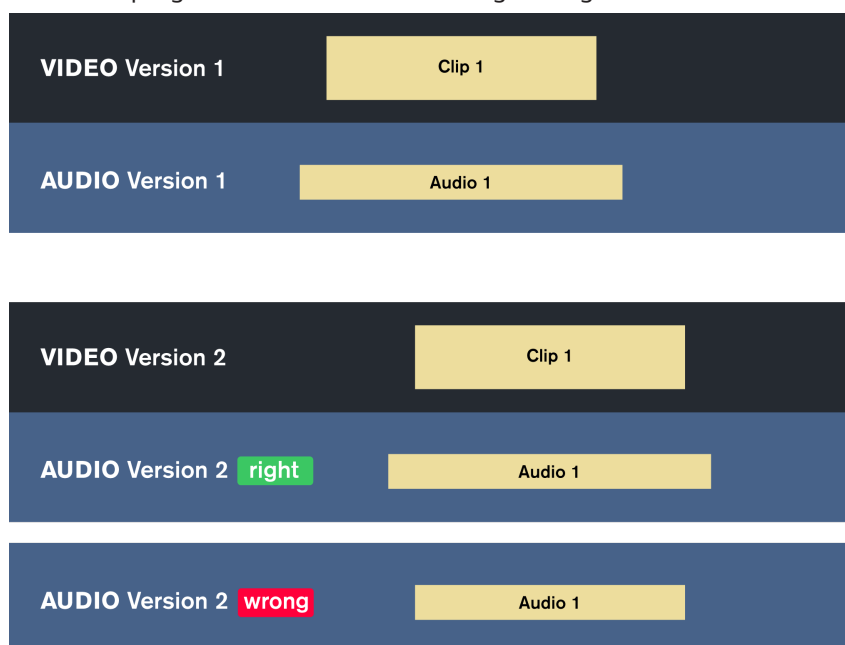 VIDEO Version 1
Clip 1
AUDIO Version 1
Audio 1
VIDEO Version 2
Clip 1
AUDIO Version 2 right
Audio 1
AUDIO Version 2 wrong
Audio 1